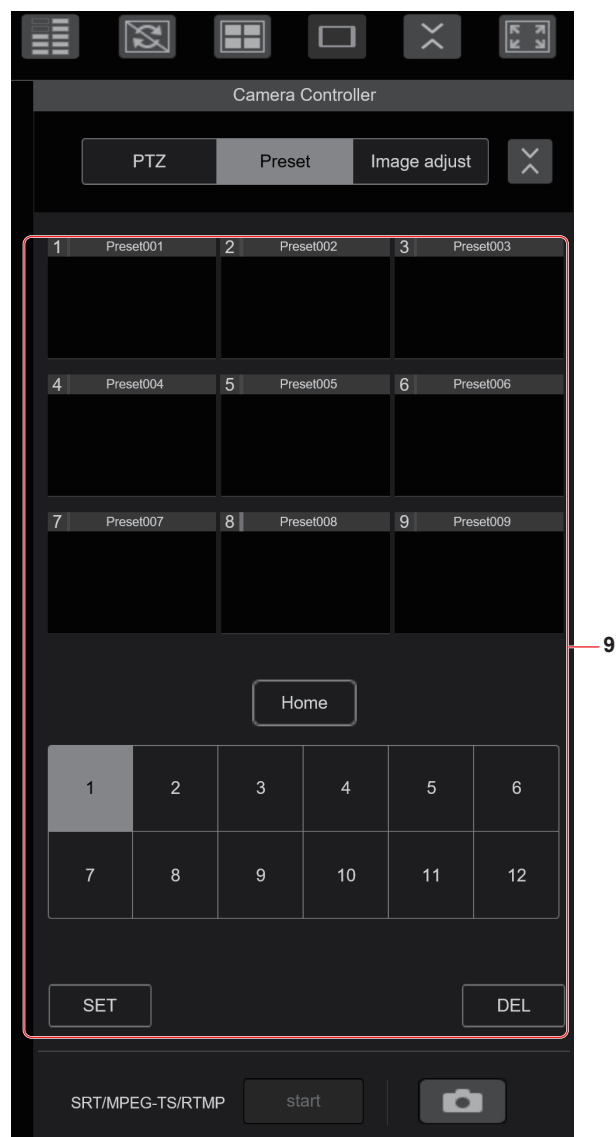 Camera Controller
PTZ Preset Image adjust
1 Preset001 2 Preset002 3 Preset003
4 Preset004 5 Preset005 6 Preset006
7 Preset007 8 Preset008 9 Preset009
9
Home
1 2 3 4 5 6
7 8 9 10 11 12
SET DEL
SRT/MPEG-TS/RTMP start